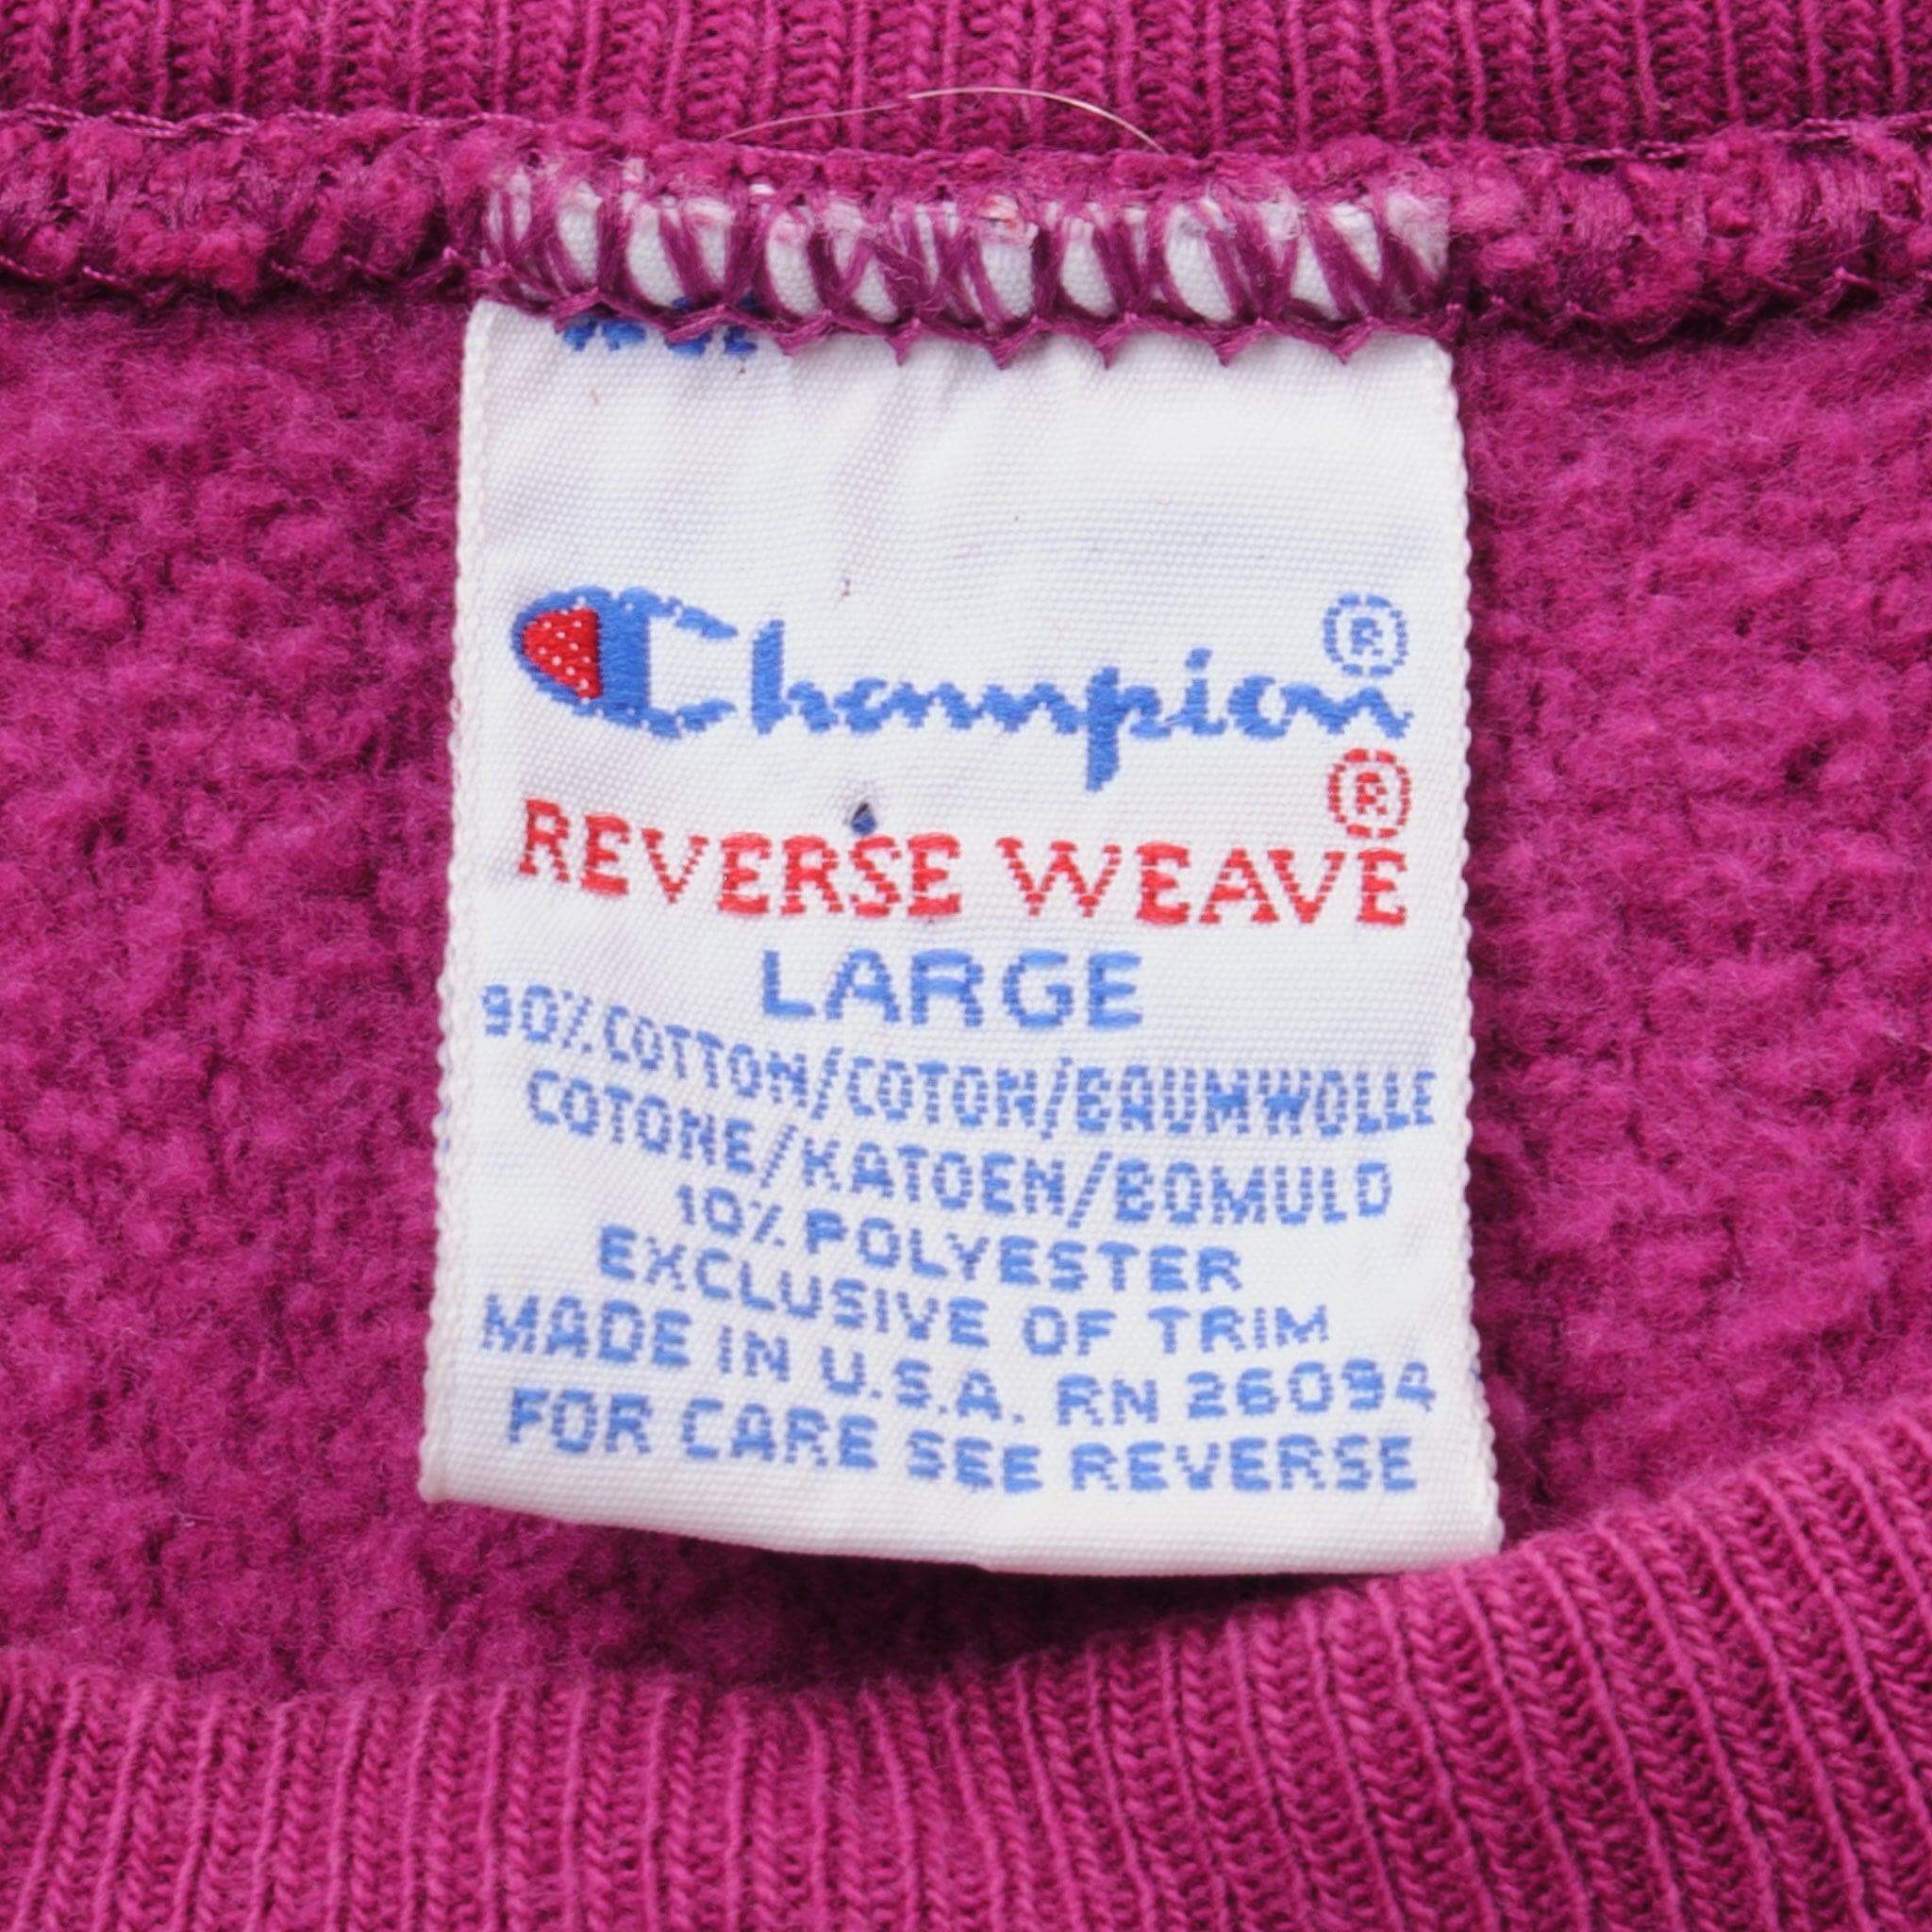 Champion®
REVERSE WEAVE®
LARGE
90% COTTON/COTON/BAUMWOLLE
COTONE/KATOEN/BOMULD
10% POLYESTER
EXCLUSIVE OF TRIM
MADE IN U.S.A. RN 26094
FOR CARE SEE REVERSE